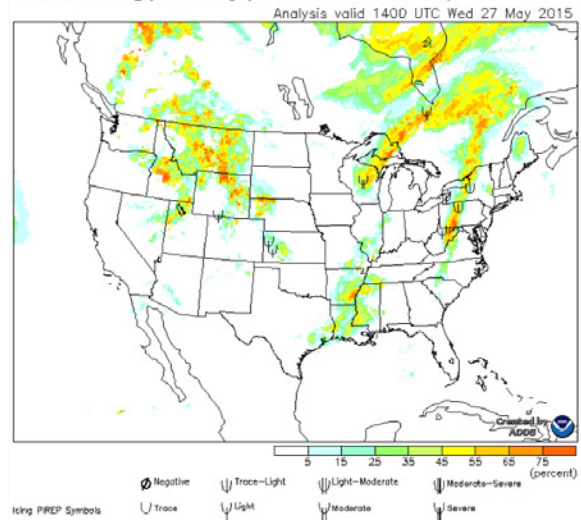 Analysis valid 1400 UTC Wed 27 May 2015
Created by
ADDS
5 15 25 35 45 55 65 75
(percent)
Negative Trace-Light Light-Moderate Moderate-Severe
Icing PIREP Symbols Trace Light Moderate Severe